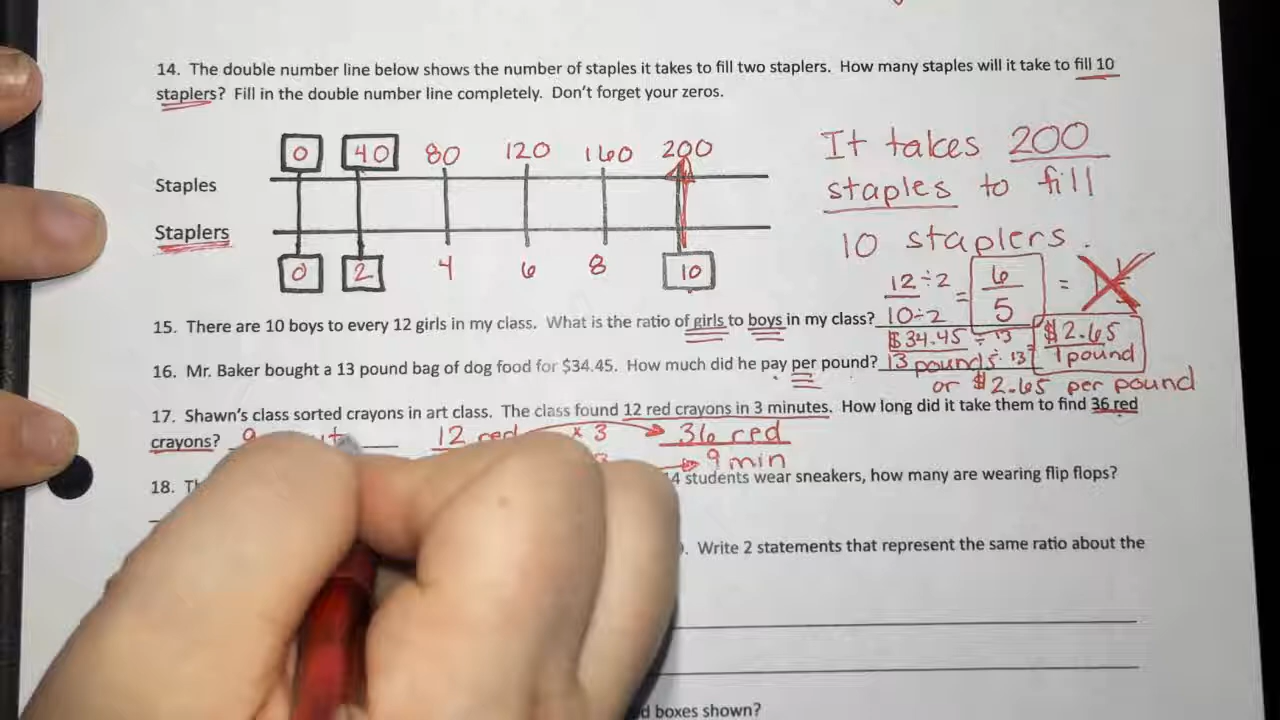 14. The double number line below shows the number of staples it takes to fill two staplers. How many staples will it take to fill 10
staplers? Fill in the double number line completely. Don't forget your zeros.
0 40 80 120 160 200
Staples
Staplers
0 2 4 6 8 10
It takes 200
staples to fill
10 staplers.
15. There are 10 boys to every 12 girls in my class. What is the ratio of girls to boys in my class?
12 ÷ 2 = 6 =
10 ÷ 2 5
16. Mr. Baker bought a 13 pound bag of dog food for $34.45. How much did he pay per pound?
$34.45 ÷ 13 = $2.65
13 pounds ÷ 13 1 pound
or $2.65 per pound
17. Shawn's class sorted crayons in art class. The class found 12 red crayons in 3 minutes. How long did it take them to find 36 red
crayons? 9
12 red × 3 36 red
9 min
18. 4 students wear sneakers, how many are wearing flip flops?
Write 2 statements that represent the same ratio about the
boxes shown?